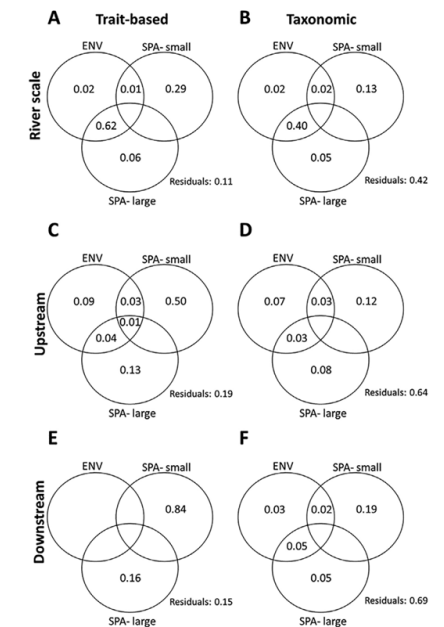 A Trait-based B Taxonomic
River scale
ENV SPA- small ENV SPA- small
0.02 0.01 0.29 0.02 0.02 0.13
0.62 0.40
0.06 0.05
Residuals: 0.11 Residuals: 0.42
SPA- large SPA- large
C D
Upstream
ENV SPA- small ENV SPA- small
0.09 0.03 0.50 0.07 0.03 0.12
0.01
0.04 0.03
0.13 0.08
Residuals: 0.19 Residuals: 0.64
SPA- large SPA- large
E F
Downstream
ENV SPA- small ENV SPA- small
0.84 0.03 0.02 0.19
0.05
0.16 0.05
Residuals: 0.15 Residuals: 0.69
SPA- large SPA- large